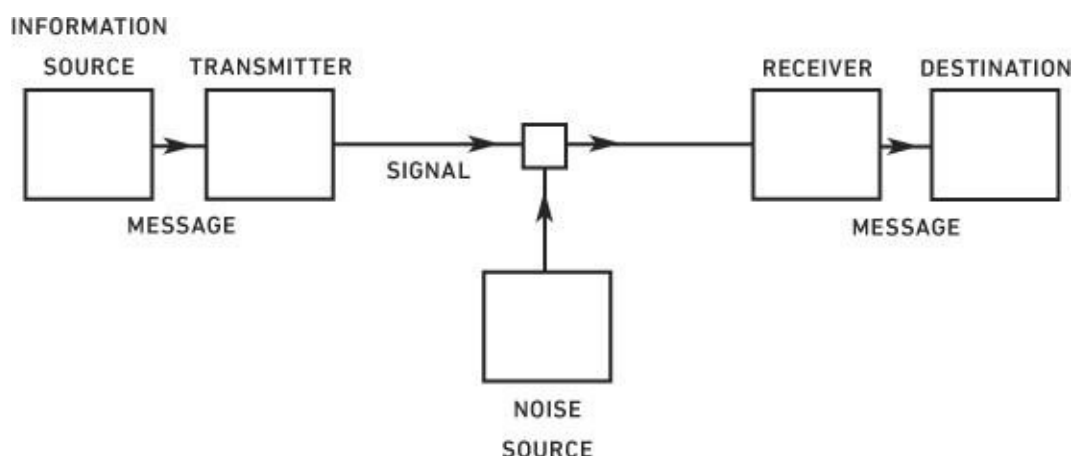 INFORMATION
SOURCE
TRANSMITTER
RECEIVER
DESTINATION
SIGNAL
MESSAGE
MESSAGE
NOISE
SOURCE